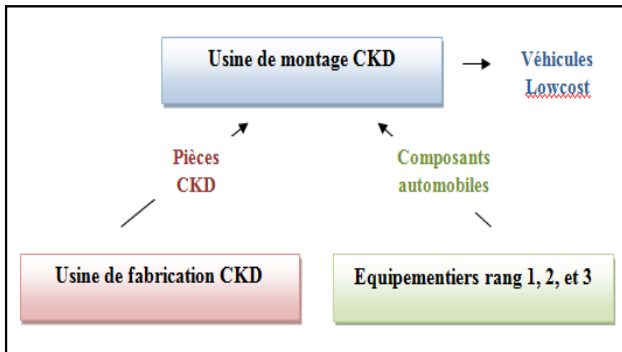 Usine de montage CKD
Véhicules
Lowcost
Pièces
CKD
Composants
automobiles
Usine de fabrication CKD
Equipementiers rang 1, 2, et 3